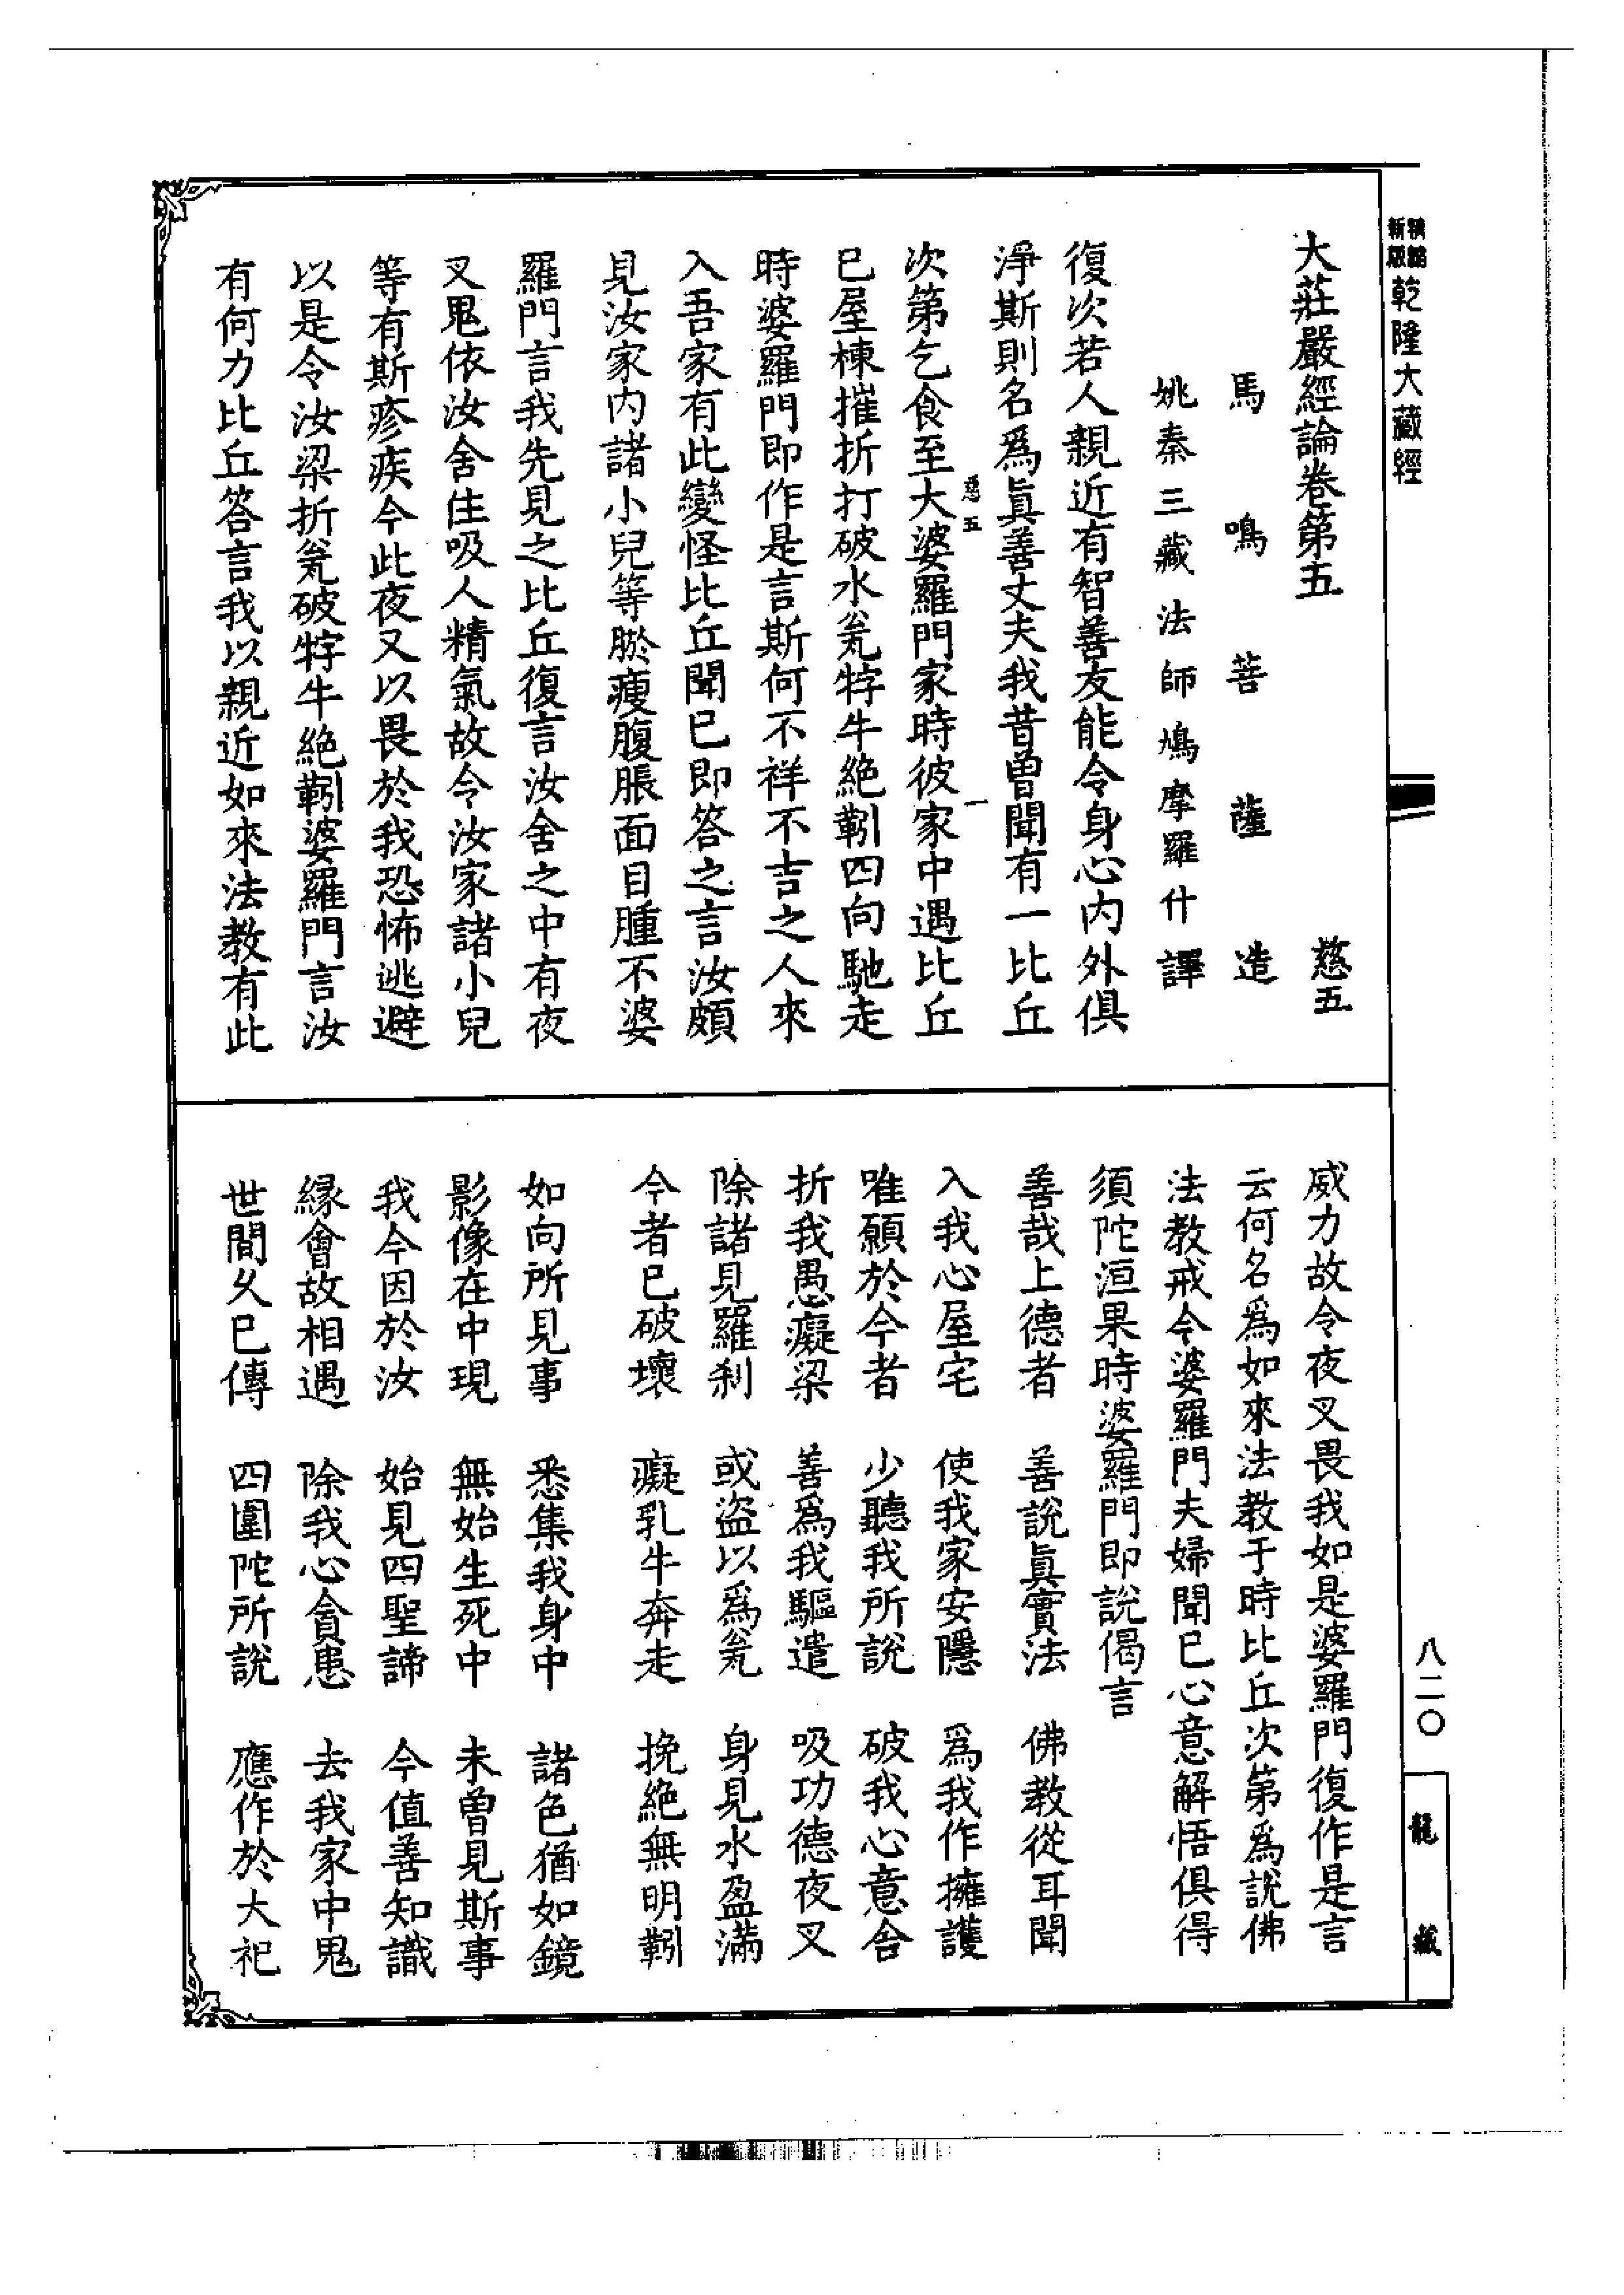 新編縮版 乾隆大藏經
大莊嚴經論卷第五 慈五
馬鳴菩薩造
姚秦三藏法師鳩摩羅什譯
復次若人親近有智善友能令身心內外俱
淨斯則名爲眞善丈夫我昔曽聞有一比丘
慈五 一
次第乞食至大婆羅門家時彼家中遇比丘
已屋棟摧折打破水瓮牸牛絶靷四向馳走
時婆羅門即作是言斯何不祥不吉之人來
入吾家有此變怪比丘聞已即答之言汝頗
見汝家內諸小兒等瘀瘦腹脹面目腫不婆
羅門言我先見之比丘復言汝舍之中有夜
叉鬼依汝舍住吸人精氣故令汝家諸小兒
等有斯疹疾今此夜叉以畏於我恐怖逃避
以是令汝梁折瓮破牸牛絶靷婆羅門言汝
有何力比丘答言我以親近如來法教有此
威力故令夜叉畏我如是婆羅門復作是言
云何名爲如來法教于時比丘次第爲説佛
法教戒令婆羅門夫婦聞已心意解悟俱得
須陀洹果時婆羅門即說偈言
善哉上德者 善說眞實法 佛教從耳聞
入我心屋宅 使我家安隱 爲我作擁護
唯願於今者 少聽我所說 破我心意舍
折我愚癡梁 善爲我驅遣 吸功德夜叉
除諸見羅刹 或盜以爲瓮 身見水盈滿
今者已破壞 癡乳牛奔走 挽絶無明靷
如向所見事 悉集我身中 諸色猶如鏡
影像在中現 無始生死中 未曽見斯事
我今因於汝 始見四聖諦 今值善知識
緣會故相遇 除我心貪患 去我家中鬼
世間久已傳 四圍陀所說 應作於大祀
八二〇
龍藏